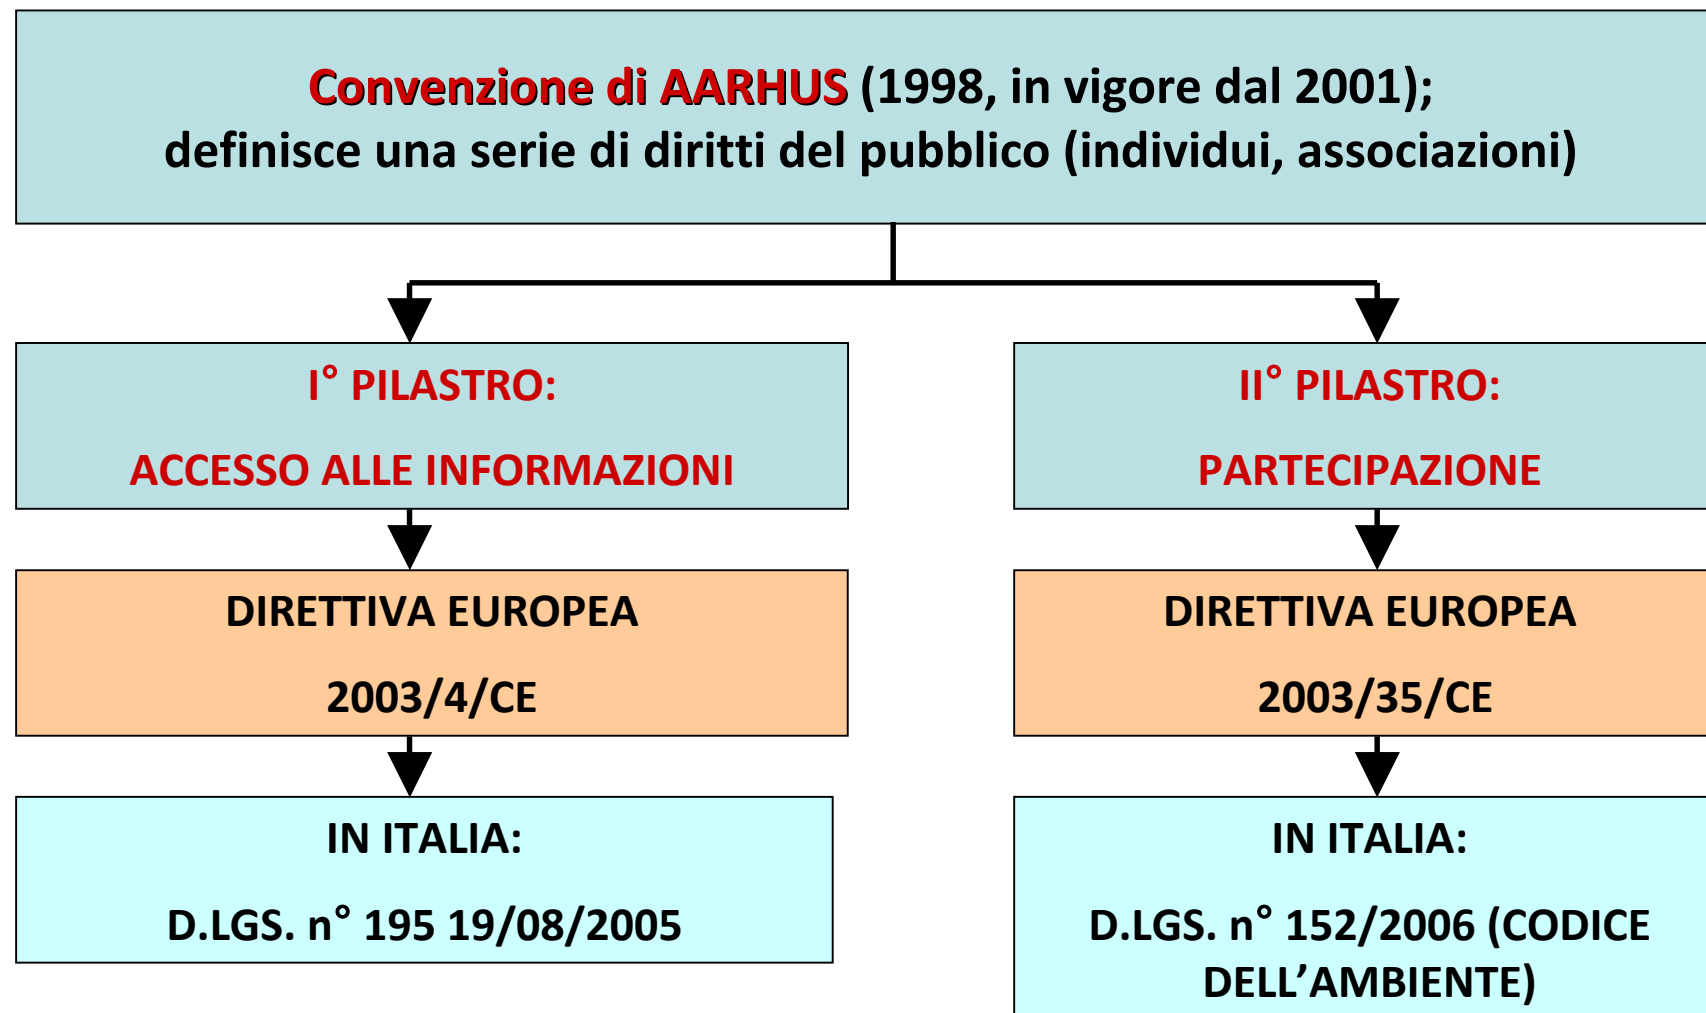 Convenzione di AARHUS (1998, in vigore dal 2001);
definisce una serie di diritti del pubblico (individui, associazioni)
I° PILASTRO:
ACCESSO ALLE INFORMAZIONI
DIRETTIVA EUROPEA
2003/4/CE
IN ITALIA:
D.LGS. n° 195 19/08/2005
II° PILASTRO:
PARTECIPAZIONE
DIRETTIVA EUROPEA
2003/35/CE
IN ITALIA:
D.LGS. n° 152/2006 (CODICE
DELL’AMBIENTE)